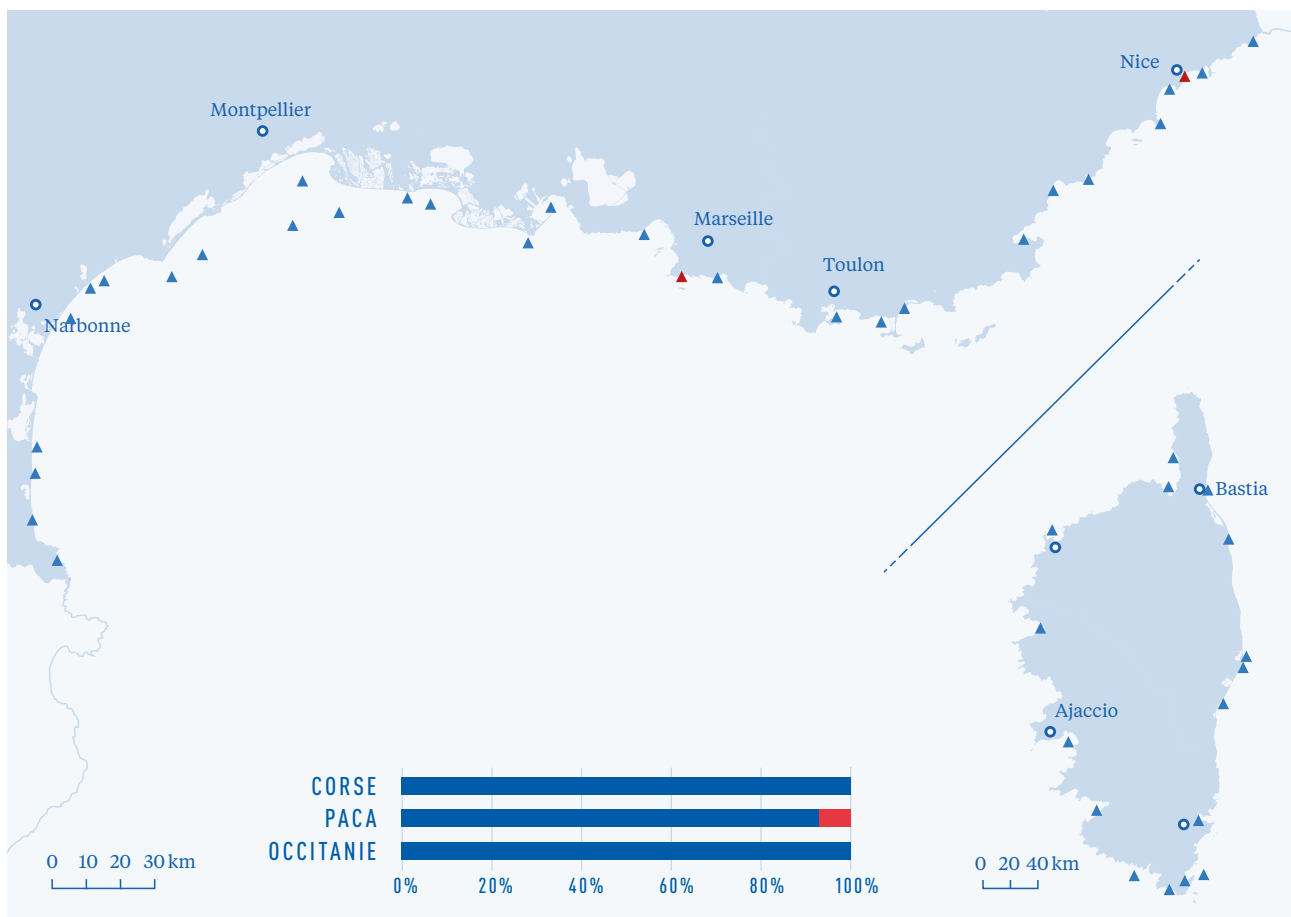 Nice
Montpellier
Marseille
Toulon
Narbonne
Bastia
Ajaccio
CORSE
PACA
OCCITANIE
0% 20% 40% 60% 80% 100%
0 10 20 30 km
0 20 40 km